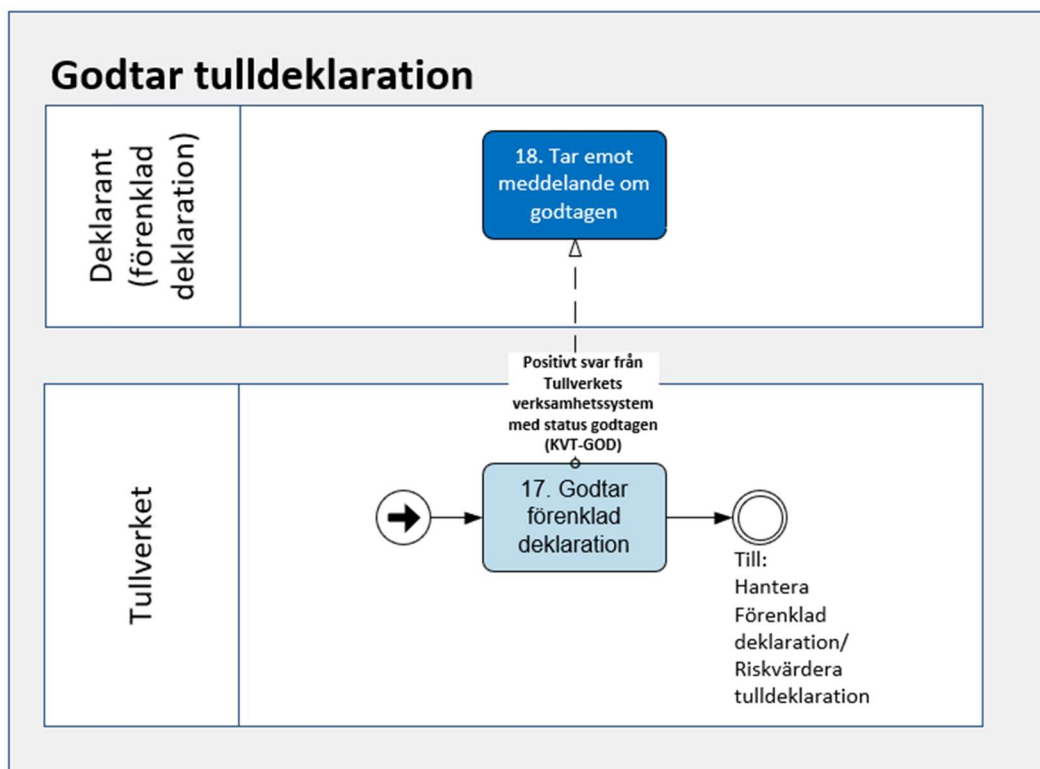 Godtar tulldeklaration
Deklarant
(förenklad
deklaration)
18. Tar emot
meddelande om
godtagen
Positivt svar från
Tullverkets
verksamhetssystem
med status godtagen
(KVT-GOD)
Tullverket
17. Godtar
förenklad
deklaration
Till:
Hantera
Förenklad
deklaration/
Riskvärdera
tulldeklaration